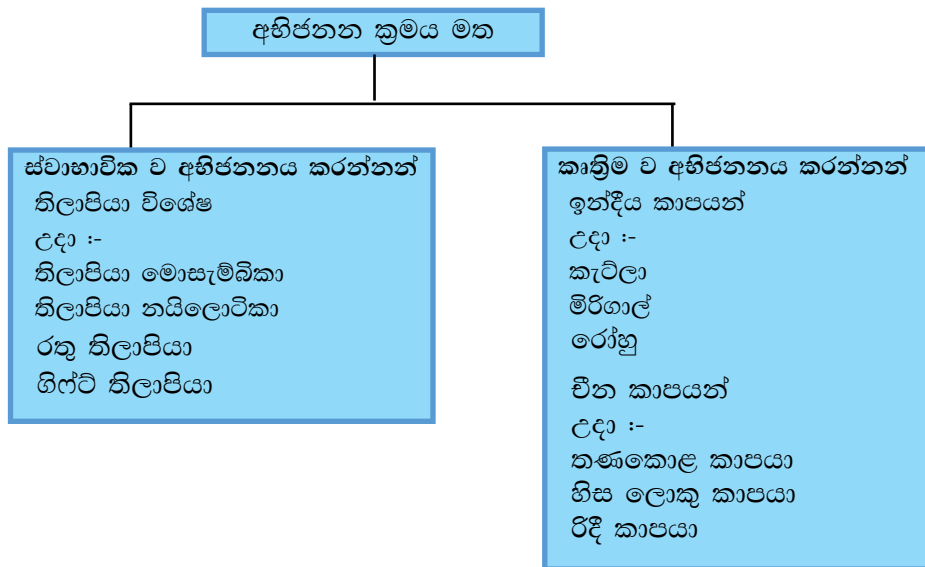 අභිජනන ක්‍රමය මත
ස්වාභාවික ව අභිජනනය කරන්නන්
තිලාපියා විශේෂ
උදා :-
තිලාපියා මොසැම්බිකා
තිලාපියා නයිලොටිකා
රතු තිලාපියා
ගිෆ්ට් තිලාපියා
කෘත්‍රිම ව අභිජනනය කරන්නන්
ඉන්දීය කාපයන්
උදා :-
කැට්ලා
මිරිගාල්
රෝහු
චීන කාපයන්
උදා :-
තණකොළ කාපයා
හිස ලොකු කාපයා
රිදී කාපයා